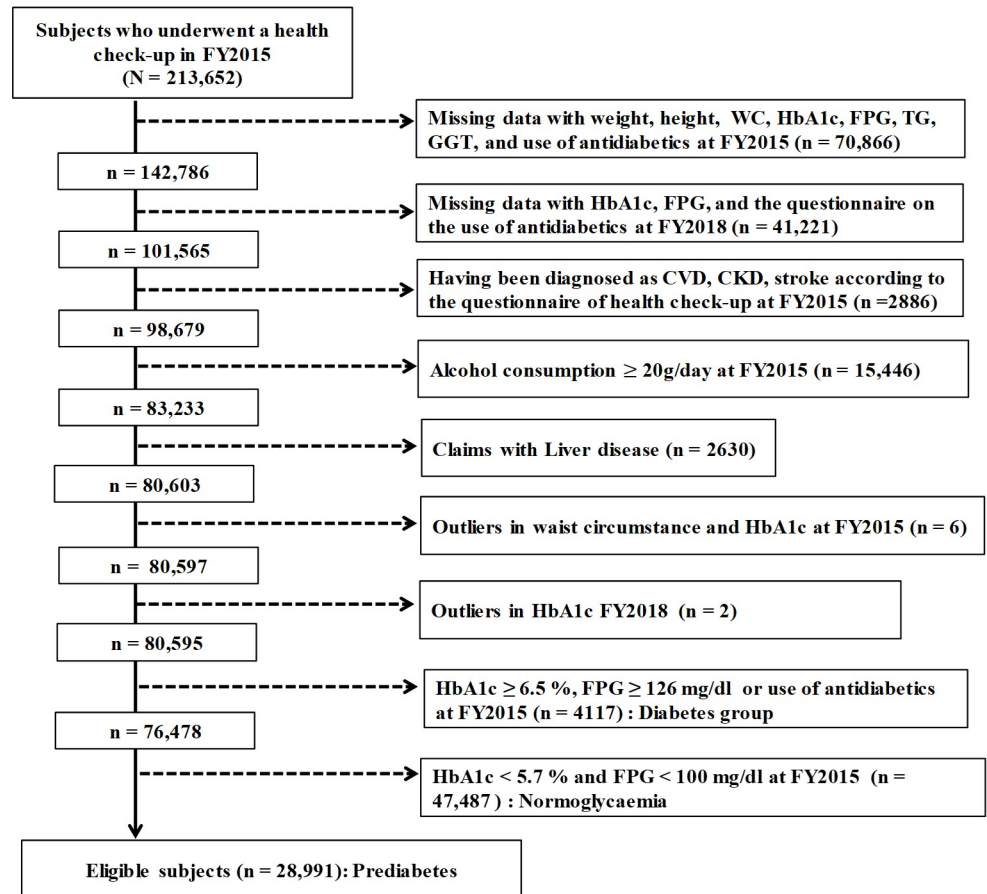 Subjects who underwent a health
check-up in FY2015
(N = 213,652)
Missing data with weight, height, WC, HbA1c, FPG, TG,
GGT, and use of antidiabetics at FY2015 (n = 70,866)
n = 142,786
Missing data with HbA1c, FPG, and the questionnaire on
the use of antidiabetics at FY2018 (n = 41,221)
n = 101,565
Having been diagnosed as CVD, CKD, stroke according to
the questionnaire of health check-up at FY2015 (n =2886)
n = 98,679
Alcohol consumption ≥ 20g/day at FY2015 (n = 15,446)
n = 83,233
Claims with Liver disease (n = 2630)
n = 80,603
Outliers in waist circumstance and HbA1c at FY2015 (n = 6)
n = 80,597
Outliers in HbA1c FY2018 (n = 2)
n = 80,595
HbA1c ≥ 6.5 %, FPG ≥ 126 mg/dl or use of antidiabetics
at FY2015 (n = 4117) : Diabetes group
n = 76,478
HbA1c < 5.7 % and FPG < 100 mg/dl at FY2015 (n =
47,487 ) : Normoglycaemia
Eligible subjects (n = 28,991): Prediabetes